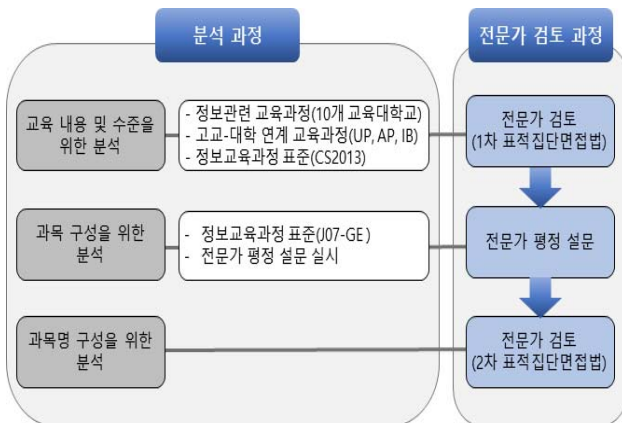 분석 과정
전문가 검토 과정
교육 내용 및 수준을
위한 분석
- 정보관련 교육과정(10개 교육대학교)
- 고교-대학 연계 교육과정(UP, AP, IB)
- 정보교육과정 표준(CS2013)
전문가 검토
(1차 표적집단면접법)
과목 구성을 위한
분석
- 정보교육과정 표준(J07-GE)
- 전문가 평정 설문 실시
전문가 평정 설문
과목명 구성을 위한
분석
전문가 검토
(2차 표적집단면접법)